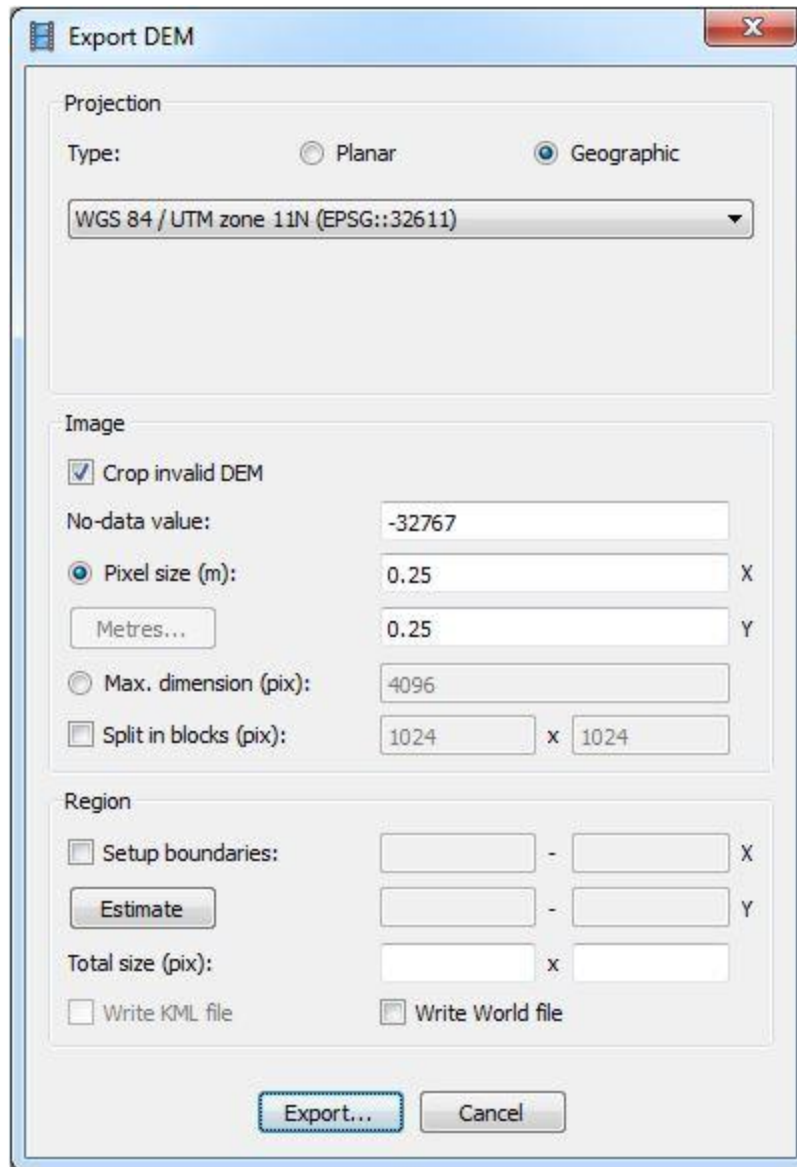 Export DEM
Projection
Type: Planar Geographic
WGS 84 / UTM zone 11N (EPSG::32611)
Image
Crop invalid DEM
No-data value: -32767
Pixel size (m): 0.25 X
Metres... 0.25 Y
Max. dimension (pix): 4096
Split in blocks (pix): 1024 x 1024
Region
Setup boundaries: - X
Estimate - Y
Total size (pix): x
Write KML file Write World file
Export... Cancel